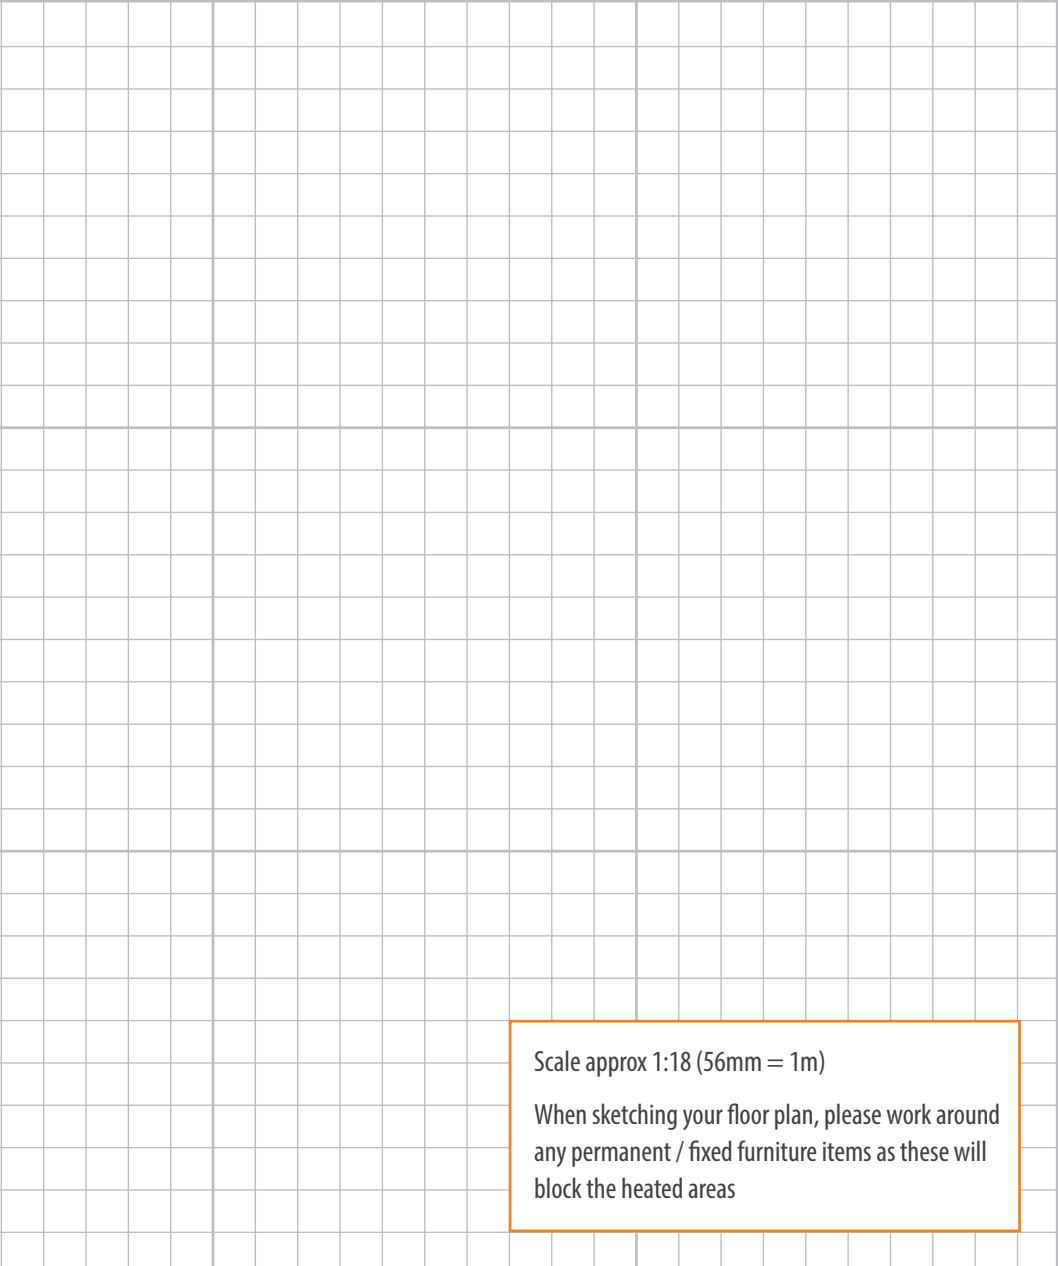 Scale approx 1:18 (56mm = 1m)
When sketching your floor plan, please work around
any permanent / fixed furniture items as these will
block the heated areas